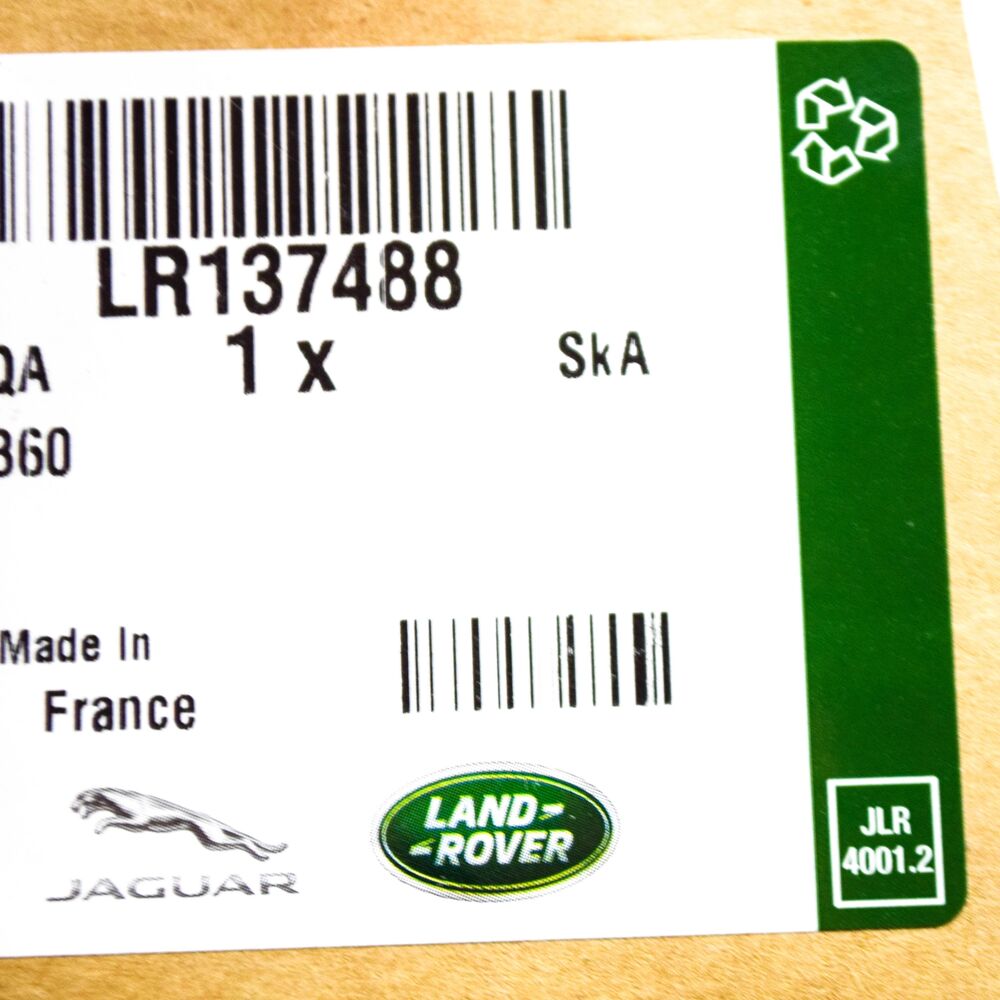 LR137488
QA 1 x SkA
360
Made In
France
JAGUAR
LAND-
-ROVER
JLR
4001.2